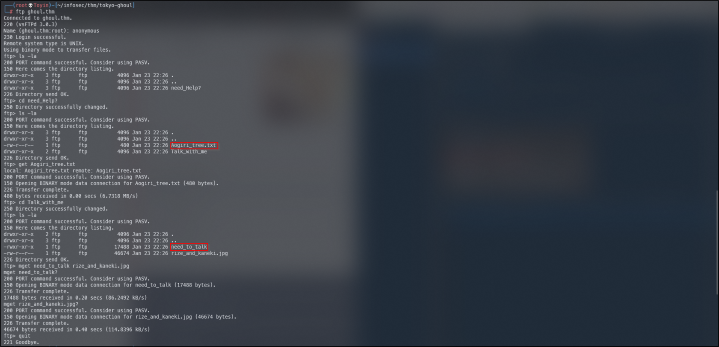 (root💀Tepin)-[~/infosec/thm/tokyo-ghoul]
# ftp ghoul.thm
Connected to ghoul.thm.
220 (vsFTPd 3.0.3)
Name (ghoul.thm:root): anonymous
230 Login successful.
Remote system type is UNIX.
Using binary mode to transfer files.
ftp> ls -la
200 PORT command successful. Consider using PASV.
150 Here comes the directory listing.
drwxr-xr-x 3 ftp ftp 4096 Jan 23 22:26 .
drwxr-xr-x 3 ftp ftp 4096 Jan 23 22:26 ..
drwxr-xr-x 3 ftp ftp 4096 Jan 23 22:26 need_Help?
226 Directory send OK.
ftp> cd need_Help?
250 Directory successfully changed.
ftp> ls -la
200 PORT command successful. Consider using PASV.
150 Here comes the directory listing.
drwxr-xr-x 3 ftp ftp 4096 Jan 23 22:26 .
drwxr-xr-x 3 ftp ftp 4096 Jan 23 22:26 ..
-rw-r--r-- 1 ftp ftp 480 Jan 23 22:26 Aogiri_tree.txt
drwxr-xr-x 2 ftp ftp 4096 Jan 23 22:26 Talk_with_me
226 Directory send OK.
ftp> get Aogiri_tree.txt
local: Aogiri_tree.txt remote: Aogiri_tree.txt
200 PORT command successful. Consider using PASV.
150 Opening BINARY mode data connection for Aogiri_tree.txt (480 bytes).
226 Transfer complete.
480 bytes received in 0.00 secs (6.7318 MB/s)
ftp> cd Talk_with_me
250 Directory successfully changed.
ftp> ls -la
200 PORT command successful. Consider using PASV.
150 Here comes the directory listing.
drwxr-xr-x 2 ftp ftp 4096 Jan 23 22:26 .
drwxr-xr-x 3 ftp ftp 4096 Jan 23 22:26 ..
-rwxr-xr-x 1 ftp ftp 17488 Jan 23 22:26 need_to_talk
-rw-r--r-- 1 ftp ftp 46674 Jan 23 22:26 rize_and_kaneki.jpg
226 Directory send OK.
ftp> mget need_to_talk rize_and_kaneki.jpg
mget need_to_talk?
200 PORT command successful. Consider using PASV.
150 Opening BINARY mode data connection for need_to_talk (17488 bytes).
226 Transfer complete.
17488 bytes received in 0.20 secs (86.2492 kB/s)
mget rize_and_kaneki.jpg?
200 PORT command successful. Consider using PASV.
150 Opening BINARY mode data connection for rize_and_kaneki.jpg (46674 bytes).
226 Transfer complete.
46674 bytes received in 0.40 secs (114.8396 kB/s)
ftp> quit
221 Goodbye.